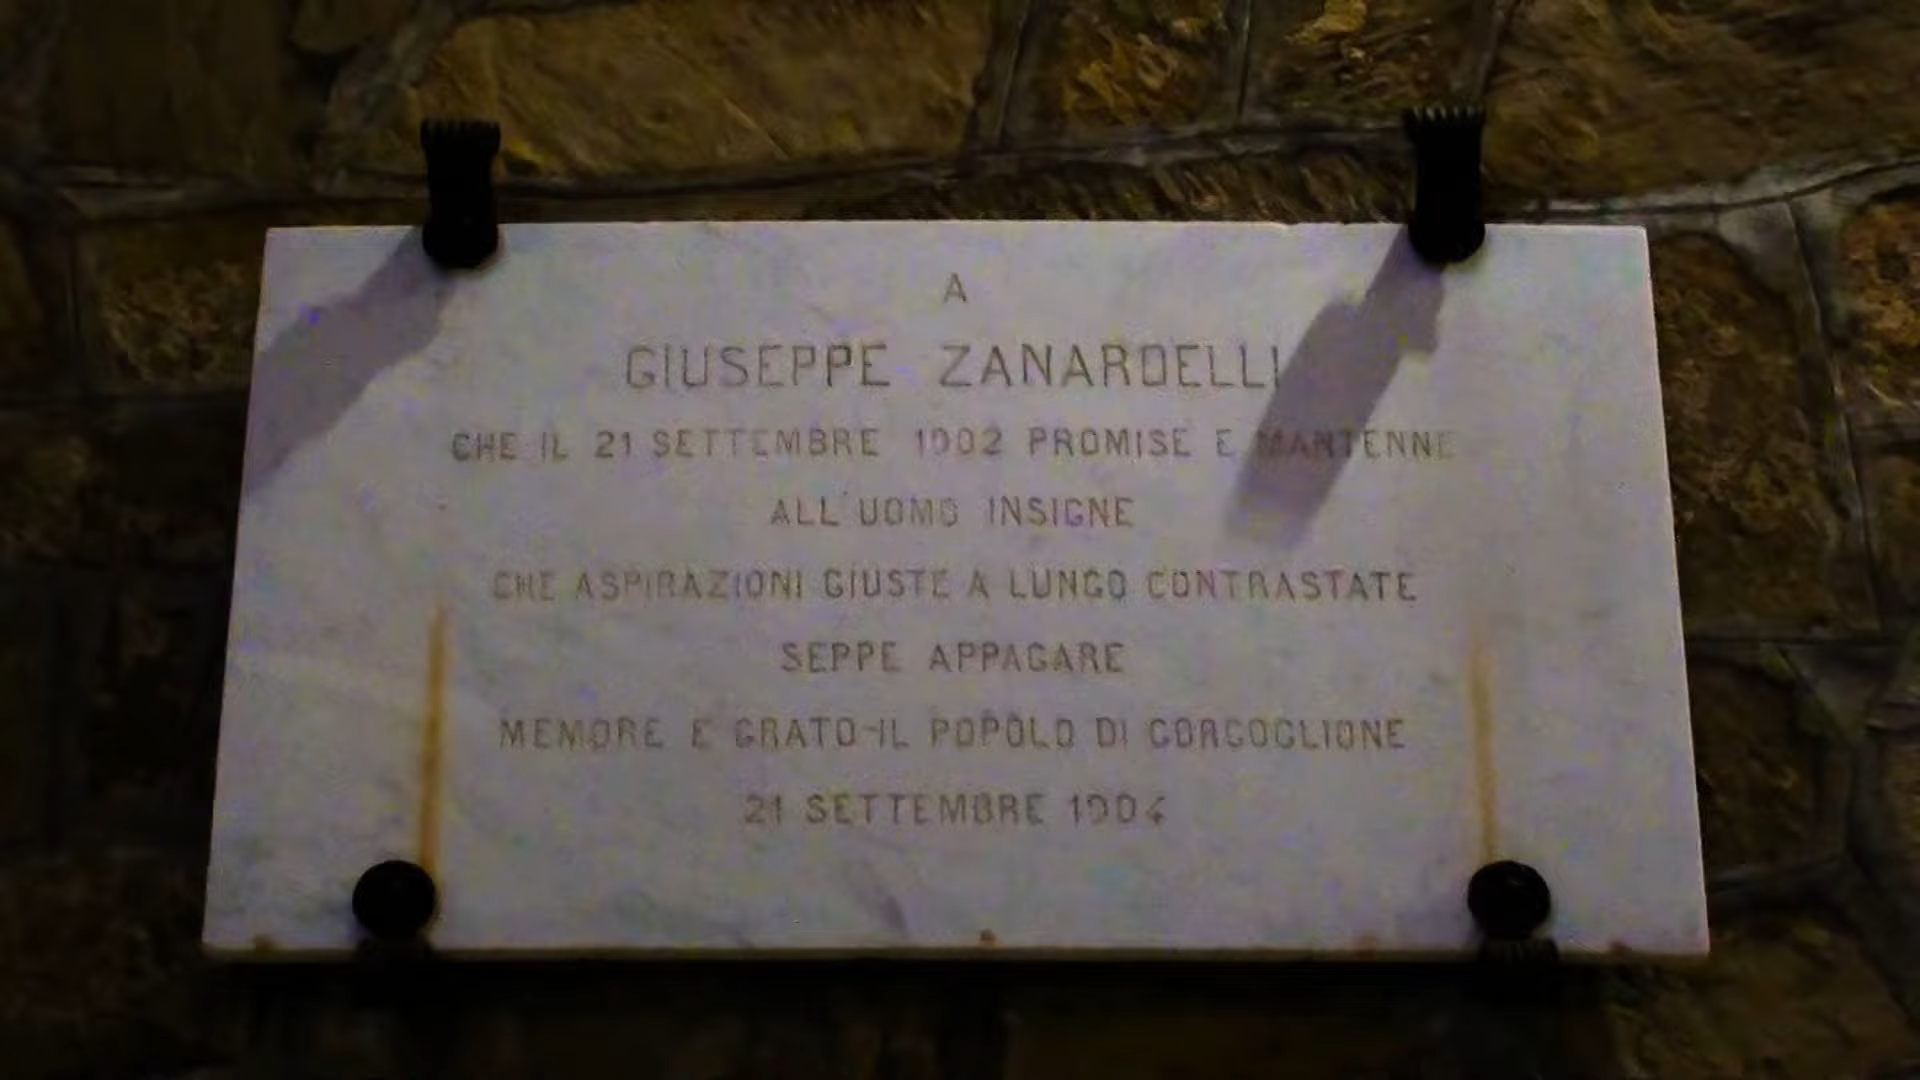 A
GIUSEPPE ZANARDELLI
CHE IL 21 SETTEMBRE 1902 PROMISE E MANTENNE
ALL'UOMO INSIGNE
CHE ASPIRAZIONI GIUSTE A LUNGO CONTRASTATE
SEPPE APPAGARE
MEMORE E GRATO-IL POPOLO DI GORGOGLIONE
21 SETTEMBRE 1904